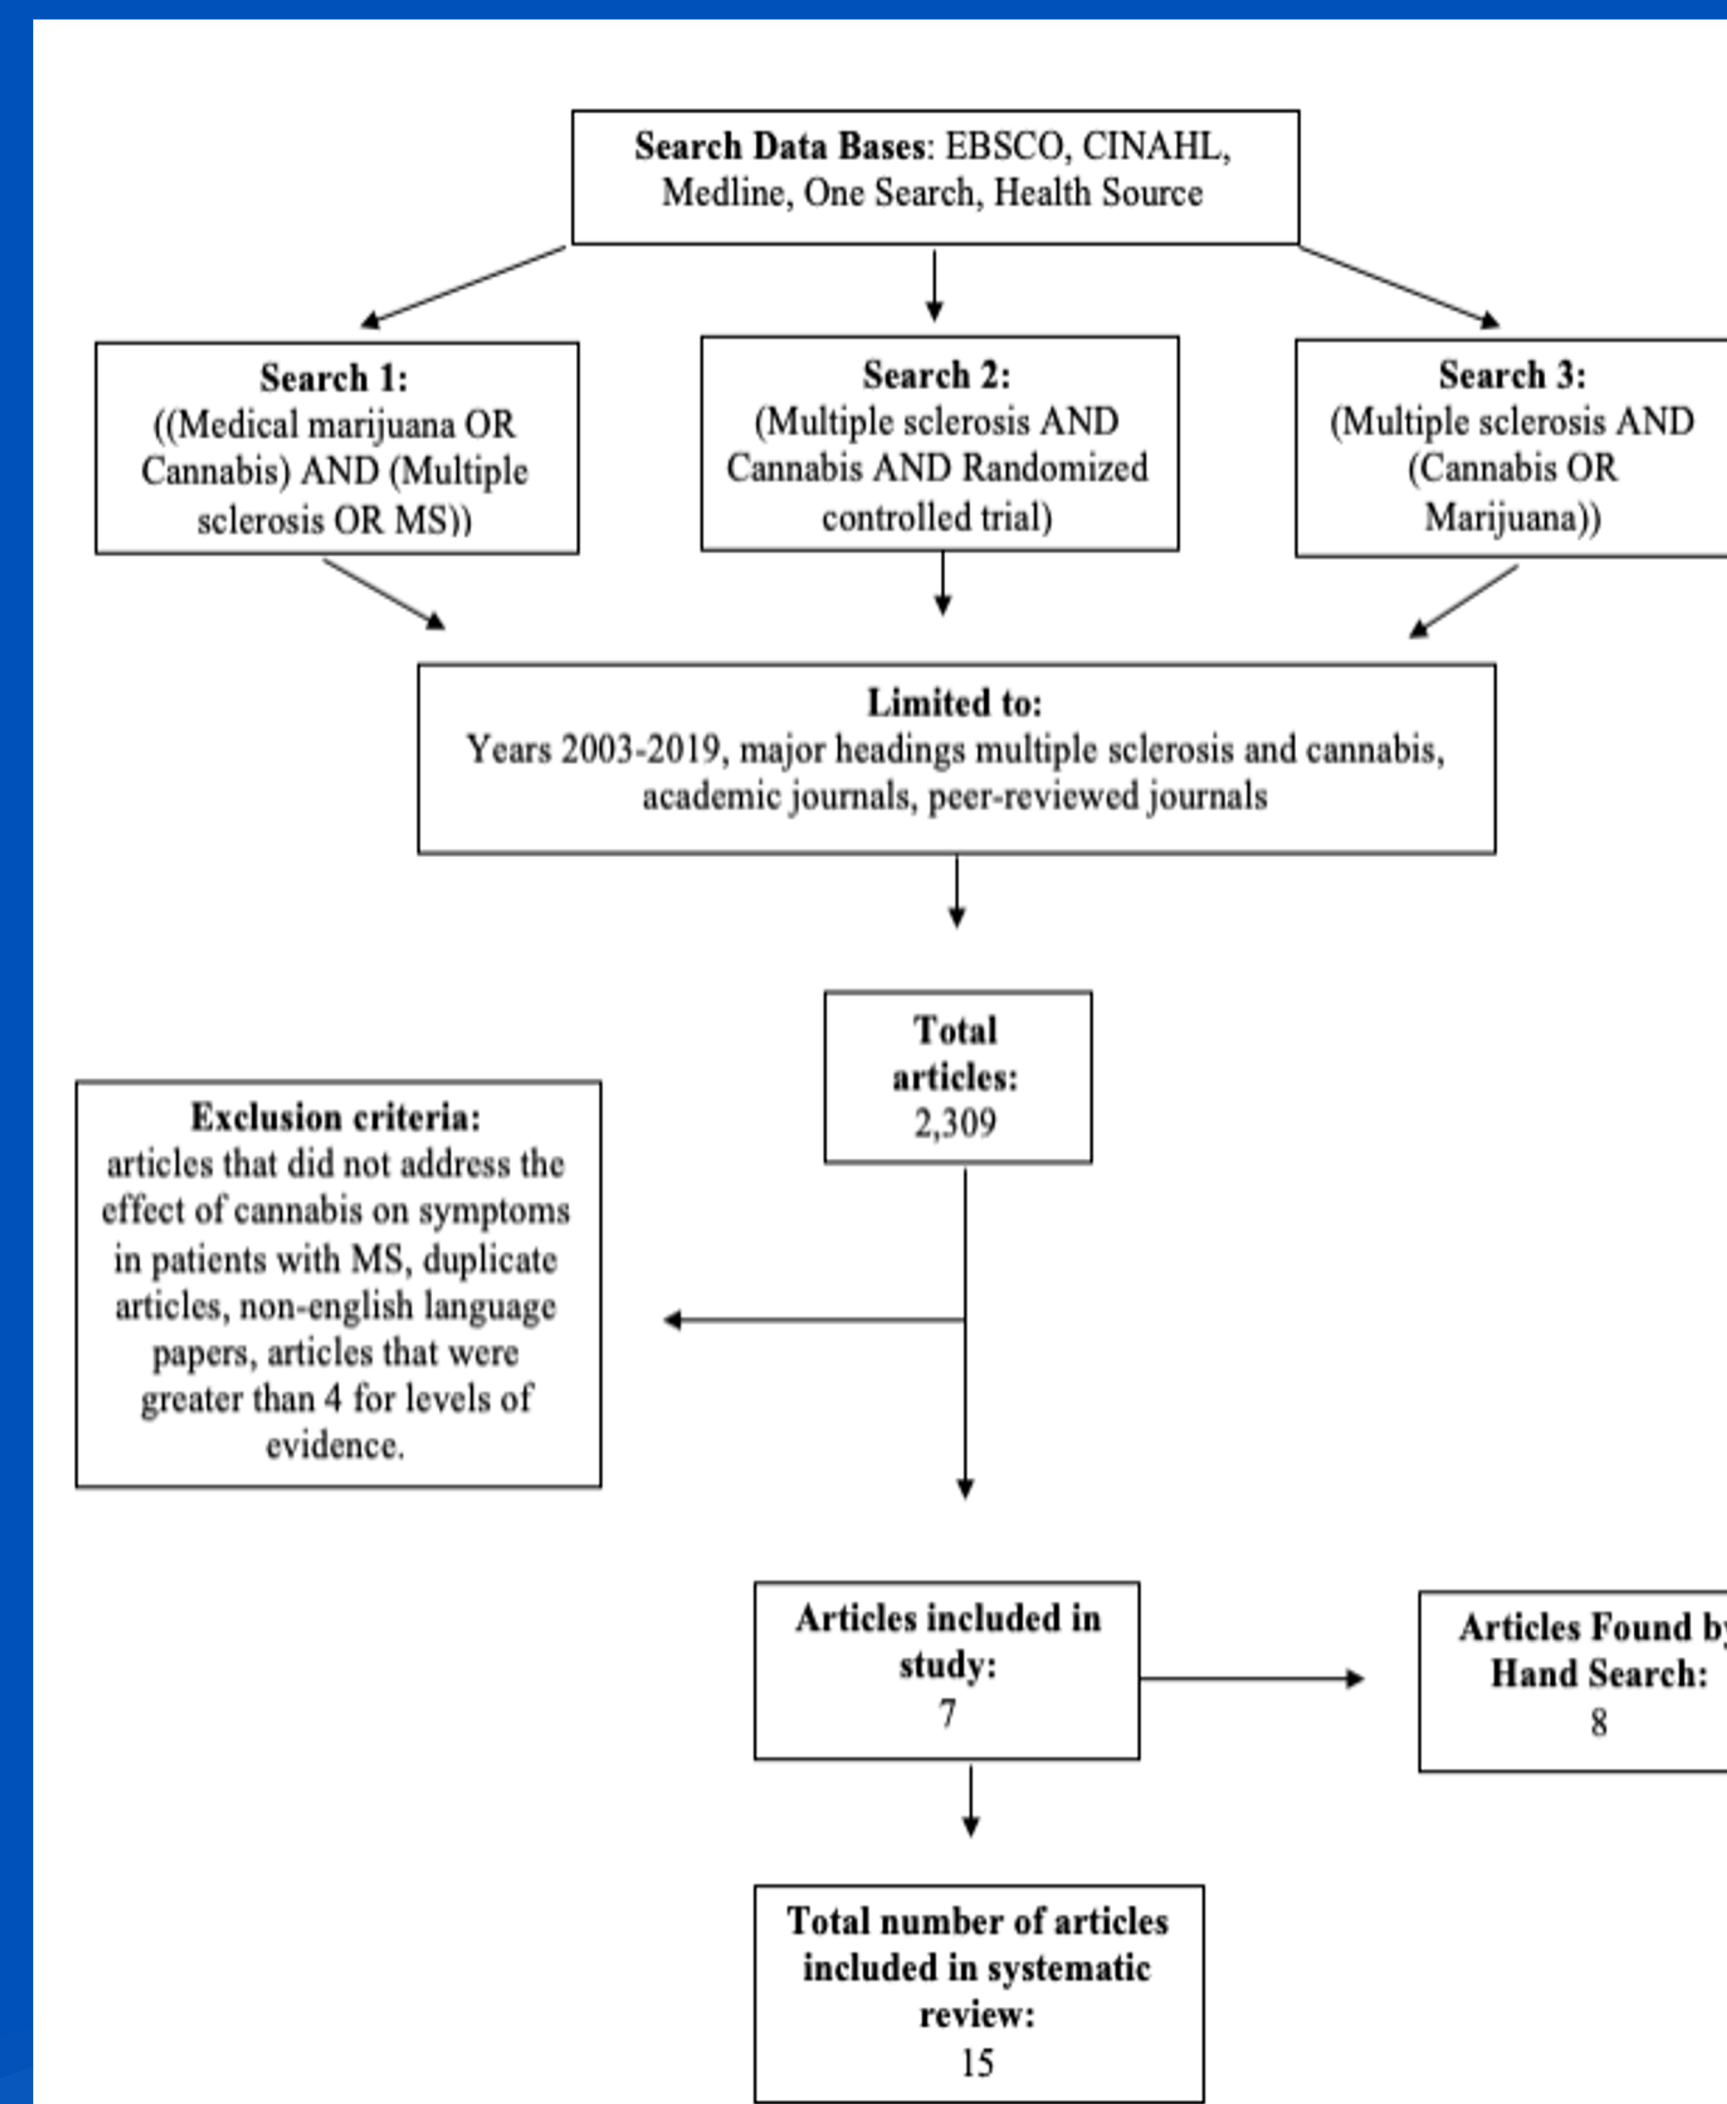 Search Data Bases: EBSCO, CINAHL,
Medline, One Search, Health Source
Search 1:
((Medical marijuana OR
Cannabis) AND (Multiple
sclerosis OR MS))
Search 2:
(Multiple sclerosis AND
Cannabis AND Randomized
controlled trial)
Search 3:
(Multiple sclerosis AND
(Cannabis OR
Marijuana))
Limited to:
Years 2003-2019, major headings multiple sclerosis and cannabis,
academic journals, peer-reviewed journals
Total
articles:
2,309
Exclusion criteria:
articles that did not address the
effect of cannabis on symptoms
in patients with MS, duplicate
articles, non-english language
papers, articles that were
greater than 4 for levels of
evidence.
Articles included in
study:
7
Articles Found by
Hand Search:
8
Total number of articles
included in systematic
review:
15